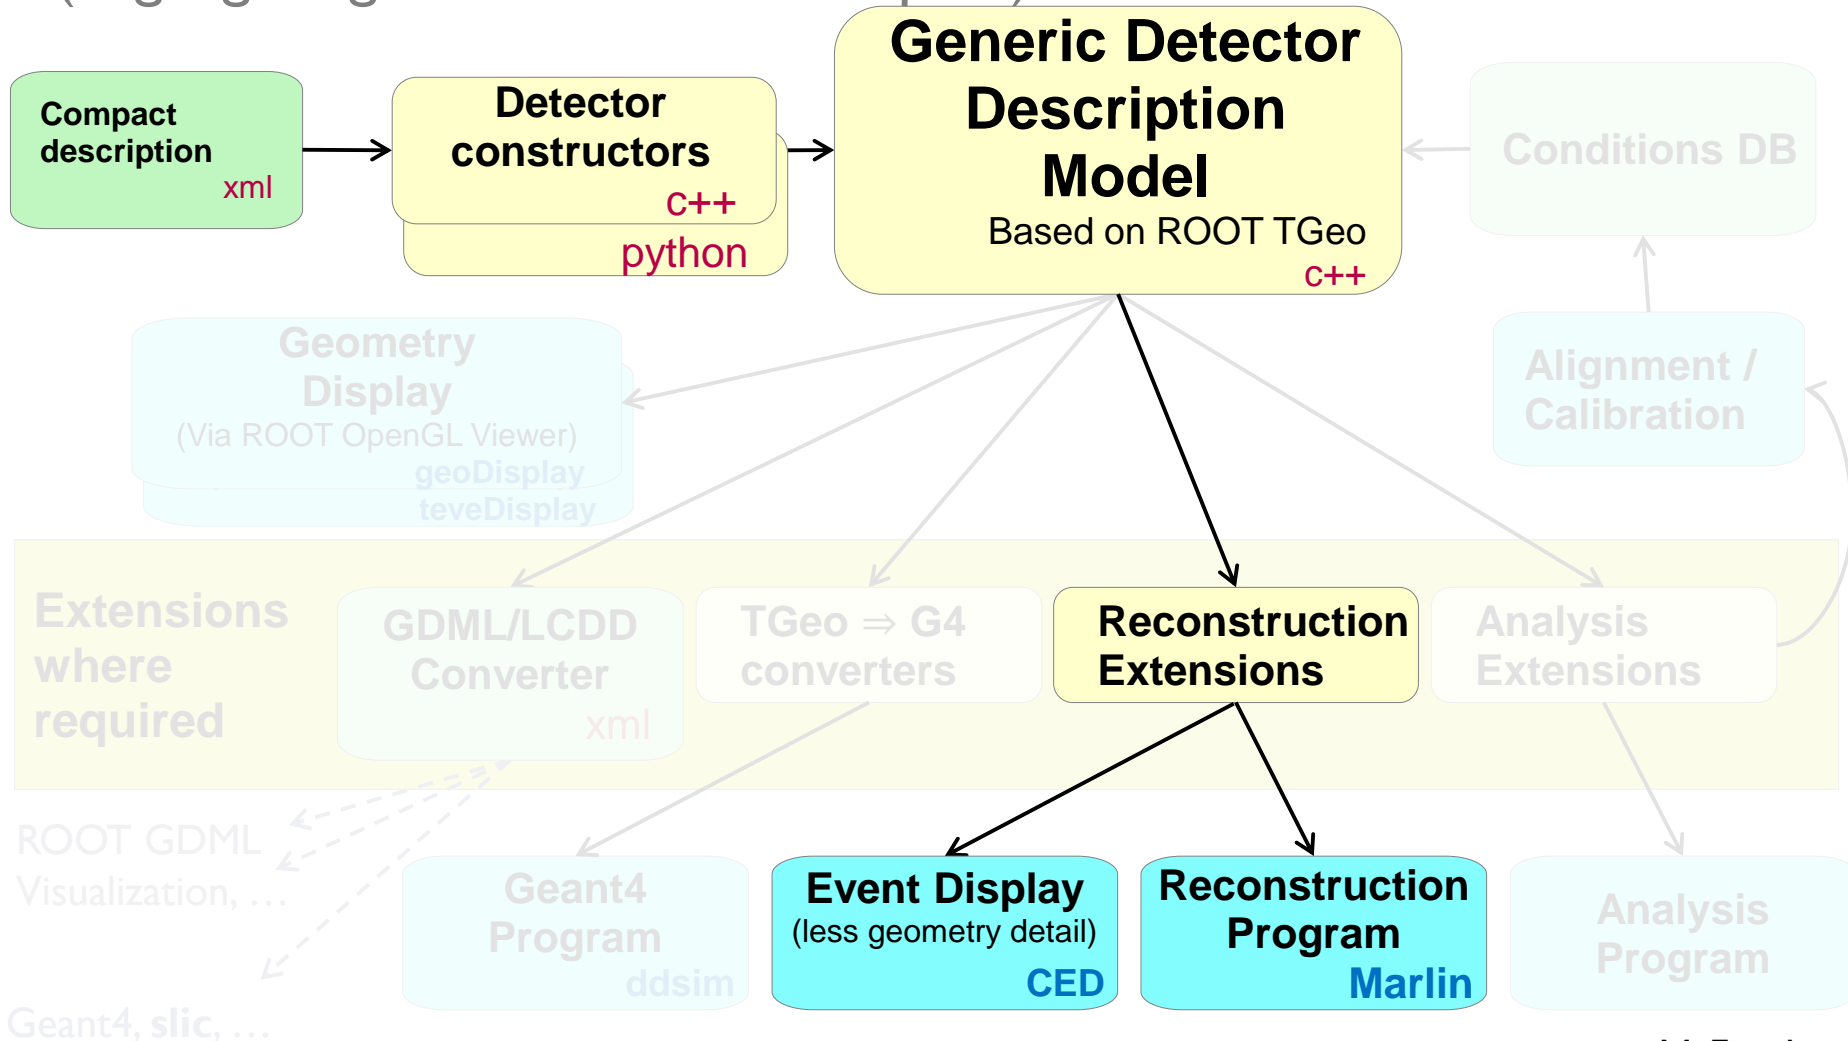 Generic Detector
Description
Model
Based on ROOT TGeo
c++
Compact
description
xml
Detector
constructors
c++
python
Conditions DB
Geometry
Display
(Via ROOT OpenGL Viewer)
geoDisplay
teveDisplay
Alignment /
Calibration
Extensions
where
required
GDML/LCDD
Converter
xml
TGeo ⇒ G4
converters
Reconstruction
Extensions
Analysis
Extensions
ROOT GDML
Visualization, …
Geant4, slic, …
Geant4
Program
ddsim
Event Display
(less geometry detail)
CED
Reconstruction
Program
Marlin
Analysis
Program